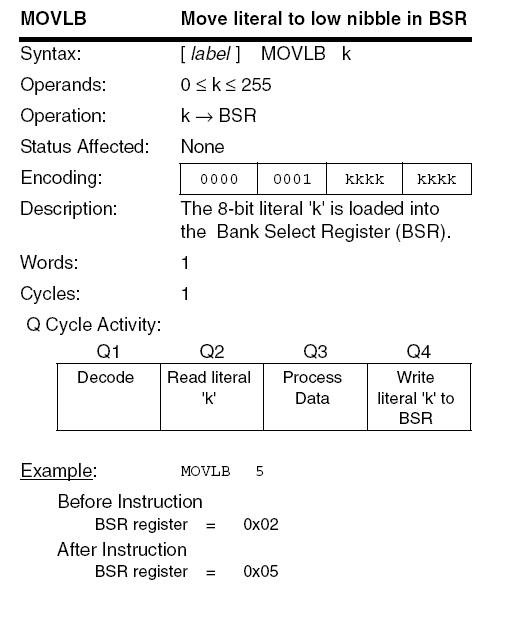 MOVLB Move literal to low nibble in BSR
Syntax: [ label ] MOVLB k
Operands: 0 ≤ k ≤ 255
Operation: k → BSR
Status Affected: None
Encoding: 0000 0001 kkkk kkkk
Description: The 8-bit literal 'k' is loaded into
the Bank Select Register (BSR).
Words: 1
Cycles: 1
Q Cycle Activity:
Q1 Q2 Q3 Q4
Decode Read literal Process Write
'k' Data literal 'k' to
BSR
Example: MOVLB 5
Before Instruction
BSR register = 0x02
After Instruction
BSR register = 0x05